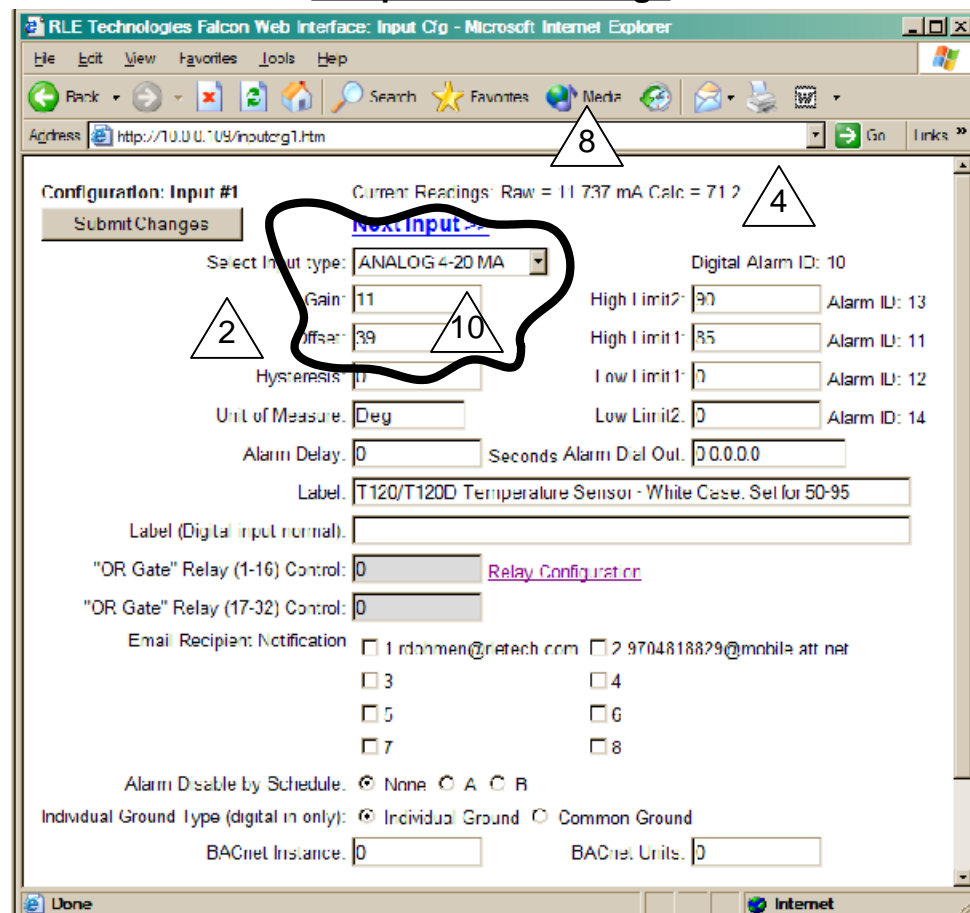 RLE Technologies Falcon Web Interface: Input Cfg - Microsoft Internet Explorer
File Edit View Favorites Tools Help
Back Search Favorites Media
8
Address Go Links »
4
Configuration: Input #1 Current Readings: Raw = 11.737 mA Calc = 71.2
Submit Changes Next Input >>
Select Input type: ANALOG 4-20 MA Digital Alarm ID: 10
2 10
Gain: 11 High Limit2: 90 Alarm ID: 13
Offset: 39 High Limit1: 85 Alarm ID: 11
Hysteresis: 0 Low Limit1: 0 Alarm ID: 12
Unit of Measure: Deg Low Limit2: 0 Alarm ID: 14
Alarm Delay: 0 Seconds Alarm Dial Out: 0.0.0.0.0
Label: T120/T120D Temperature Sensor - White Case. Set for 50-95
Label (Digital input normal):
"OR Gate" Relay (1-16) Control: 0 Relay Configuration
"OR Gate" Relay (17-32) Control: 0
Email Recipient Notification 1 rdohmen@rletech.com 2 9704818829@mobile.att.net
3 4
5 6
7 8
Alarm Disable by Schedule: None A B
Individual Ground Type (digital in only): Individual Ground Common Ground
BACnet Instance: 0 BACnet Units: 0
Done Internet